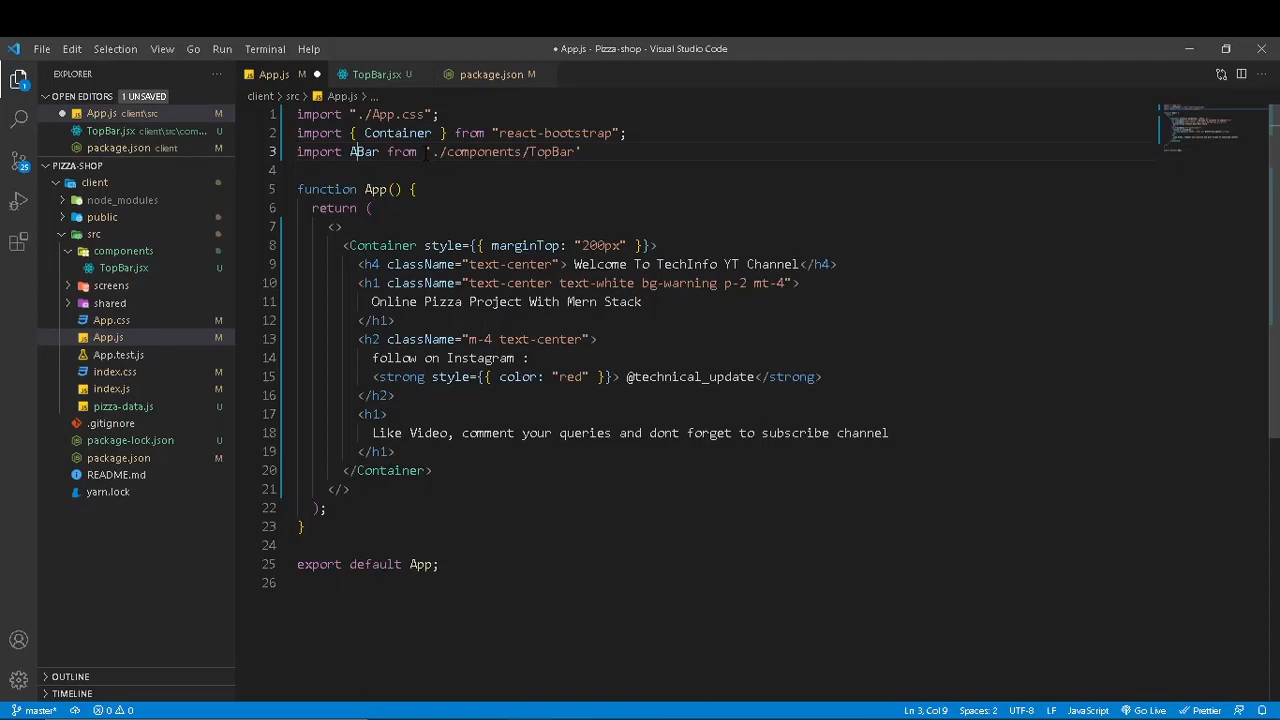 File Edit Selection View Go Run Terminal Help
● App.js - Pizza-shop - Visual Studio Code
EXPLORER ...
App.js M ●
TopBar.jsx U
package.json M
OPEN EDITORS 1 UNSAVED
● App.js client\src M
TopBar.jsx client\src\com... U
package.json client M
PIZZA-SHOP
client
node_modules
public
src
components
TopBar.jsx U
screens
shared
App.css M
App.js M
App.test.js
index.css M
index.js M
pizza-data.js U
.gitignore
package-lock.json U
package.json M
README.md
yarn.lock
OUTLINE
TIMELINE
1
25
client > src > App.js > ...
1 import "./App.css";
2 import { Container } from "react-bootstrap";
3 import ABar from './components/TopBar'
4
5 function App() {
6 return (
7 <>
8 <Container style={{ marginTop: "200px" }}>
9 <h4 className="text-center"> Welcome To TechInfo YT Channel</h4>
10 <h1 className="text-center text-white bg-warning p-2 mt-4">
11 Online Pizza Project With Mern Stack
12 </h1>
13 <h2 className="m-4 text-center">
14 follow on Instagram :
15 <strong style={{ color: "red" }}> @technical_update</strong>
16 </h2>
17 <h1>
18 Like Video, comment your queries and dont forget to subscribe channel
19 </h1>
20 </Container>
21 </>
22 );
23 }
24
25 export default App;
26
master* 0 0 Ln 3, Col 9 Spaces: 2 UTF-8 LF JavaScript Go Live Prettier